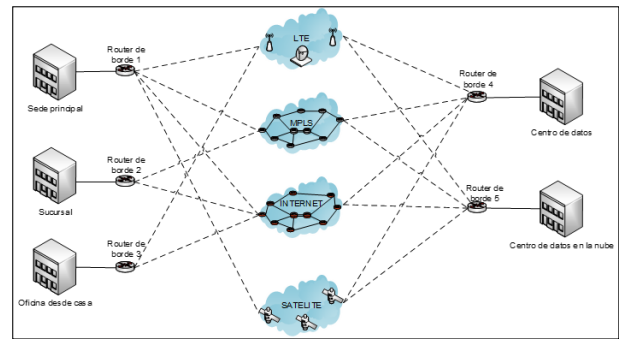 LTE
Router de
borde 1
Sede principal
Router de
borde 4
Centro de datos
MPLS
Router de
borde 2
Sucursal
INTERNET
Router de
borde 5
Centro de datos en la nube
Router de
borde 3
Oficina desde casa
SATELITE